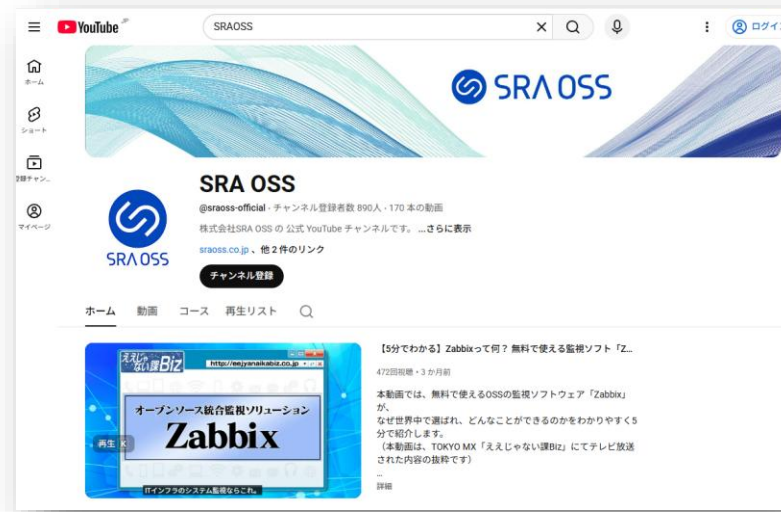 YouTube JP
SRAOSS
ログイン
ホーム
ショート
登録チャン...
マイページ
SRA OSS
SRA OSS
SRA OSS
@sraoss-official・チャンネル登録者数 890人・170 本の動画
株式会社SRA OSS の 公式 YouTube チャンネルです。 ...さらに表示
sraoss.co.jp 、他 2 件のリンク
チャンネル登録
ホーム 動画 コース 再生リスト
ええじゃない課Biz
http://eejyanaikabiz.co.jp
オープンソース統合監視ソリューション
Zabbix
再生
ITインフラのシステム監視ならこれ。
【5分でわかる】Zabbixって何？ 無料で使える監視ソフト「Z...
472回視聴・3 か月前
本動画では、無料で使えるOSSの監視ソフトウェア「Zabbix」
が、
なぜ世界中で選ばれ、どんなことができるのかをわかりやすく5
分で紹介します。
（本動画は、TOKYO MX「ええじゃない課Biz」にてテレビ放送
された内容の抜粋です）
...
詳細